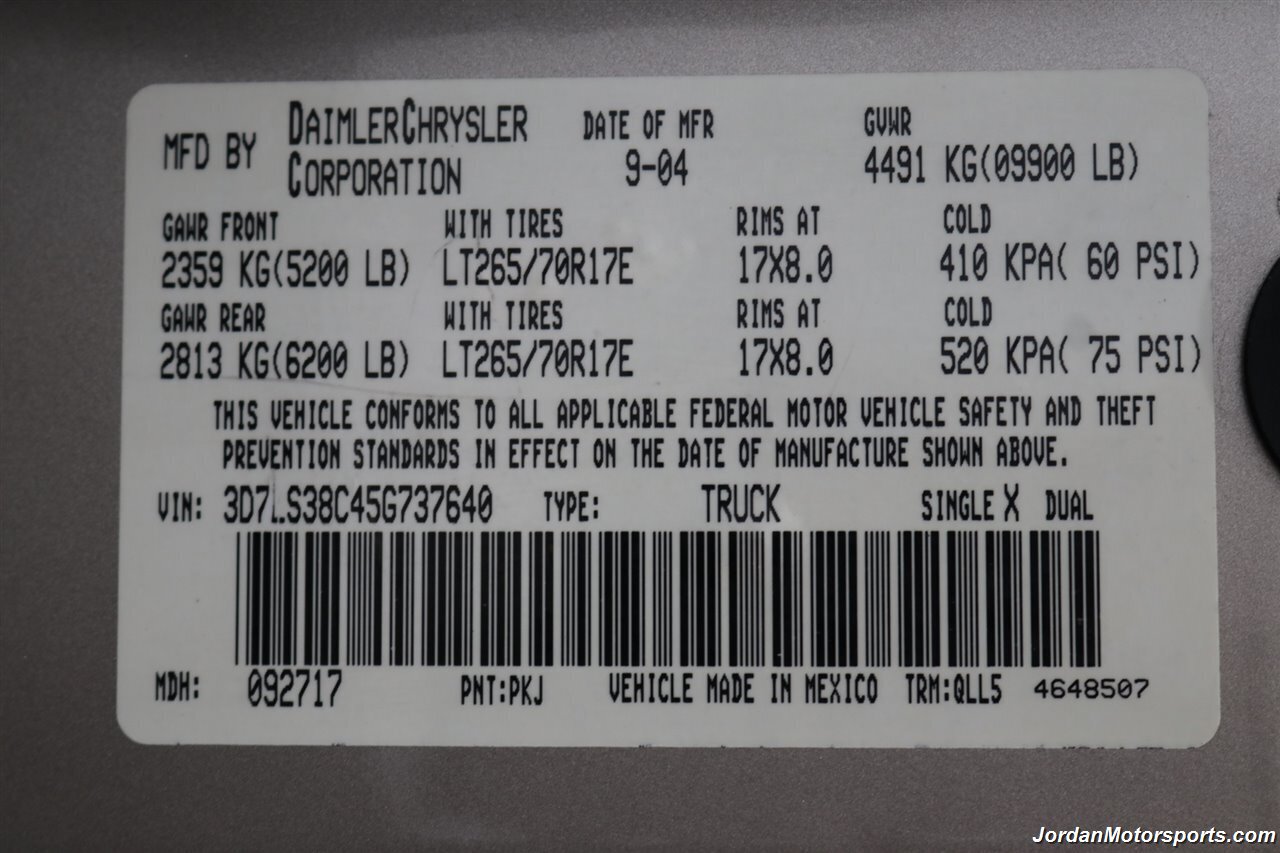 MFD BY DAIMLERCHRYSLER CORPORATION DATE OF MFR 9-04 GVWR 4491 KG(09900 LB)
GAWR FRONT WITH TIRES RIMS AT COLD
2359 KG(5200 LB) LT265/70R17E 17X8.0 410 KPA( 60 PSI)
GAWR REAR WITH TIRES RIMS AT COLD
2813 KG(6200 LB) LT265/70R17E 17X8.0 520 KPA( 75 PSI)
THIS VEHICLE CONFORMS TO ALL APPLICABLE FEDERAL MOTOR VEHICLE SAFETY AND THEFT
PREVENTION STANDARDS IN EFFECT ON THE DATE OF MANUFACTURE SHOWN ABOVE.
VIN: 3D7LS38C45G737640 TYPE: TRUCK SINGLE X DUAL
MDH: 092717 PNT:PKJ VEHICLE MADE IN MEXICO TRM:QLL5 4648507
JordanMotorsports.com